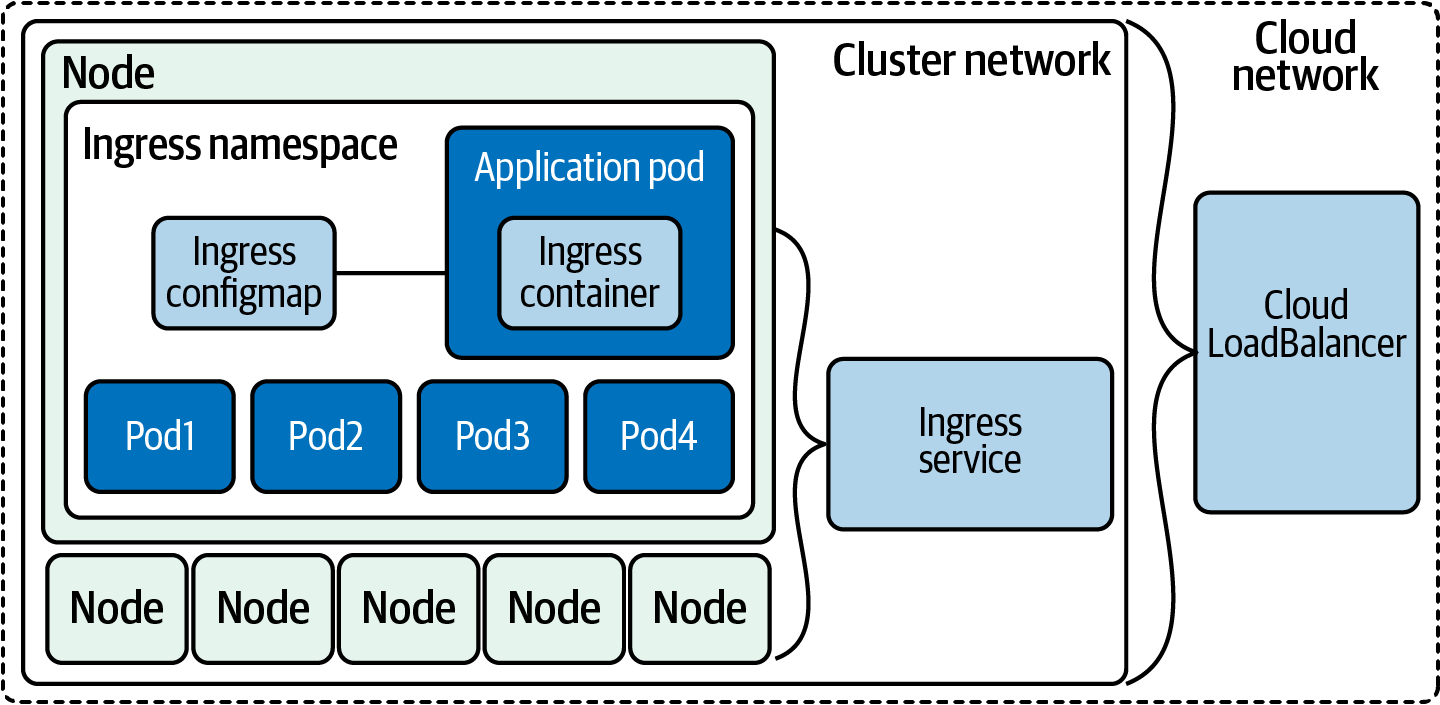 Node
Ingress namespace
Application pod
Ingress
configmap
Ingress
container
Pod1
Pod2
Pod3
Pod4
Node
Node
Node
Node
Node
Cluster network
Ingress
service
Cloud
network
Cloud
LoadBalancer